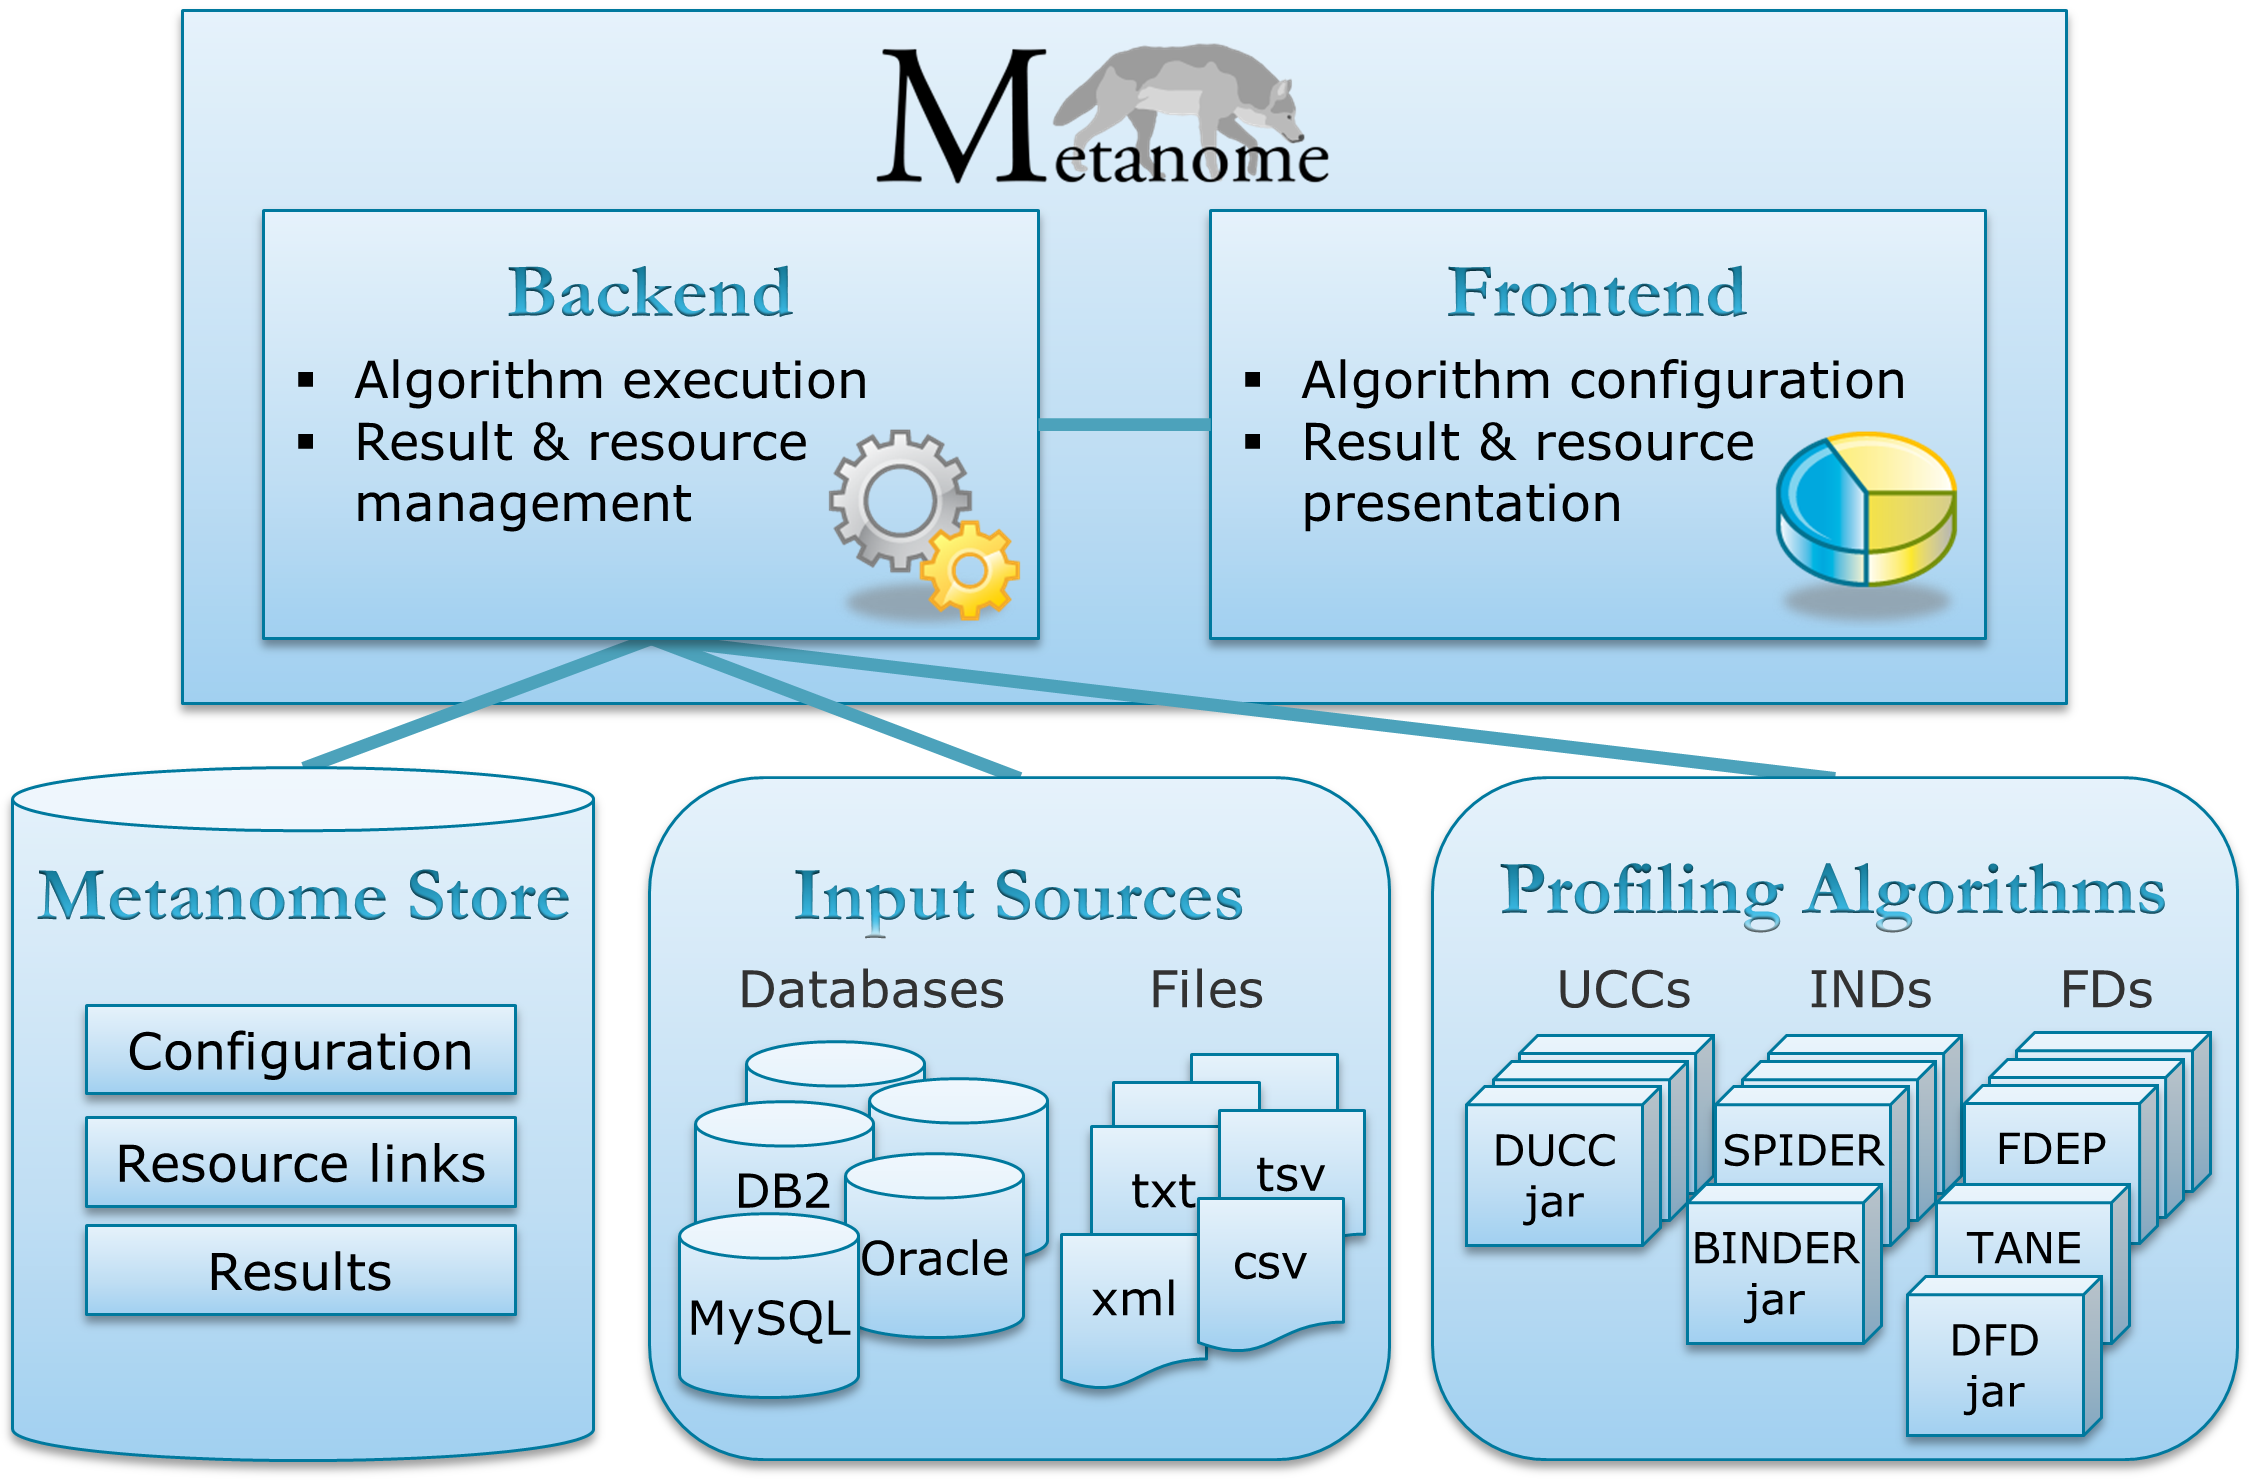 Metanome
Backend
▪ Algorithm execution
▪ Result & resource
management
Frontend
▪ Algorithm configuration
▪ Result & resource
presentation
Metanome Store
Configuration
Resource links
Results
Input Sources
Databases
DB2
Oracle
MySQL
Files
txt
tsv
xml
csv
Profiling Algorithms
UCCs
DUCC
jar
INDs
SPIDER
BINDER
jar
FDs
FDEP
TANE
DFD
jar